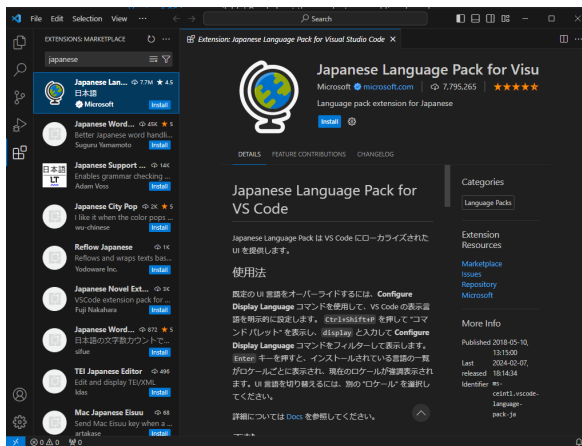 File Edit Selection View ···
Search
EXTENSIONS: MARKETPLACE
japanese
Japanese Lan... 7.7M ★ 4.5
日本語
Microsoft Install
Japanese Word... 45K ★ 5
Better Japanese word handli...
Suguru Yamamoto Install
日本語
LT
Japanese Support ... 14K
Enables grammar checking ...
Adam Voss Install
Japanese City Pop 2K ★ 5
I like it when the color pops ...
wu-chinese Install
Reflow Japanese 1K
Reflows and wraps texts bas...
Yodoware Inc. Install
Japanese Novel Ext... 3K
VSCode extension pack for ...
Fuji Nakahara Install
Japanese Word... 872 ★ 5
日本語の文字数カウントで...
sifue Install
TEI Japanese Editor 496
Edit and display TEI/XML
ldas Install
Mac Japanese Eisuu 68
Send Mac Eisuu key when a ...
artakase Install
Extension: Japanese Language Pack for Visual Studio Code
Japanese Language Pack for Visu
Microsoft microsoft.com | 7,795,265 |
Language pack extension for Japanese
Install
DETAILS FEATURE CONTRIBUTIONS CHANGELOG
Japanese Language Pack for
VS Code
Japanese Language Pack は VS Code にローカライズされた
UI を提供します。
使用法
既定の UI 言語をオーバーライドするには、Configure
Display Language コマンドを使用して、VS Code の表示言
語を明示的に設定します。 Ctrl+Shift+P を押して "コマ
ンド パレット" を表示し、 display と入力して Configure
Display Language コマンドをフィルターして表示します。
Enter キーを押すと、インストールされている言語の一覧
がロケールごとに表示され、現在のロケールが強調表示され
ます。UI 言語を切り替えるには、別の "ロケール" を選択し
てください。
詳細については Docs を参照してください。
Categories
Language Packs
Extension
Resources
Marketplace
Issues
Repository
Microsoft
More Info
Published 2018-05-10,
13:15:00
Last 2024-02-07,
released 18:14:34
Identifier ms-
ceintl.vscode-
language-
pack-ja
0 0 0